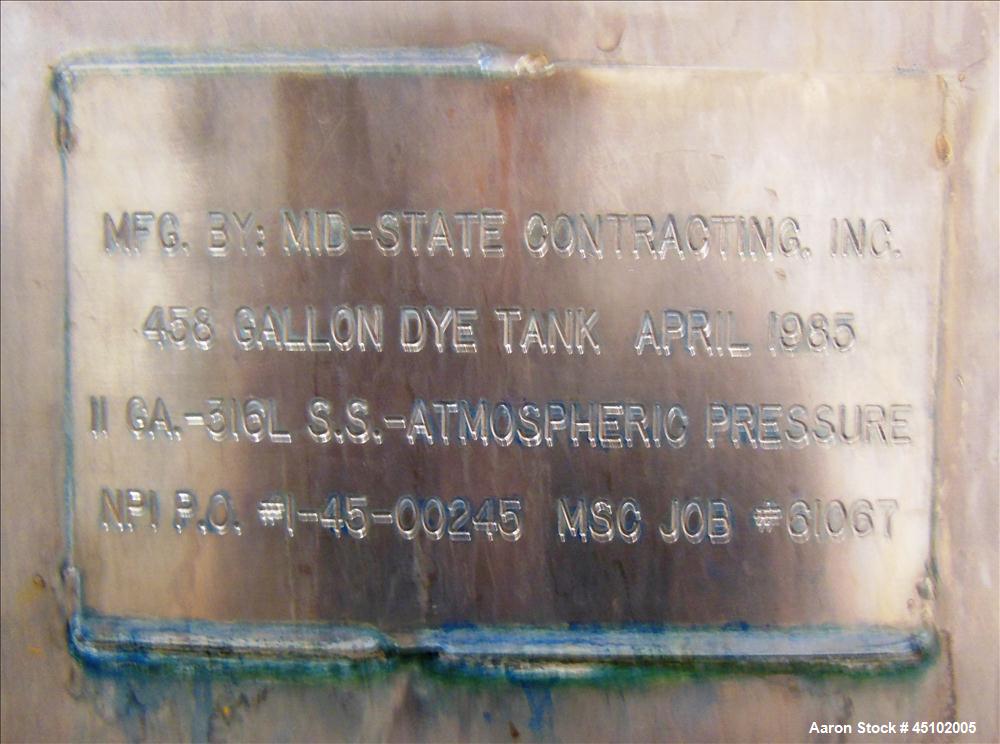 MFG. BY: MID-STATE CONTRACTING, INC.
458 GALLON DYE TANK APRIL 1985
11 GA.-316L S.S.-ATMOSPHERIC PRESSURE
NPI P.O. #1-45-00245 MSC JOB #61067
Aaron Stock # 45102005